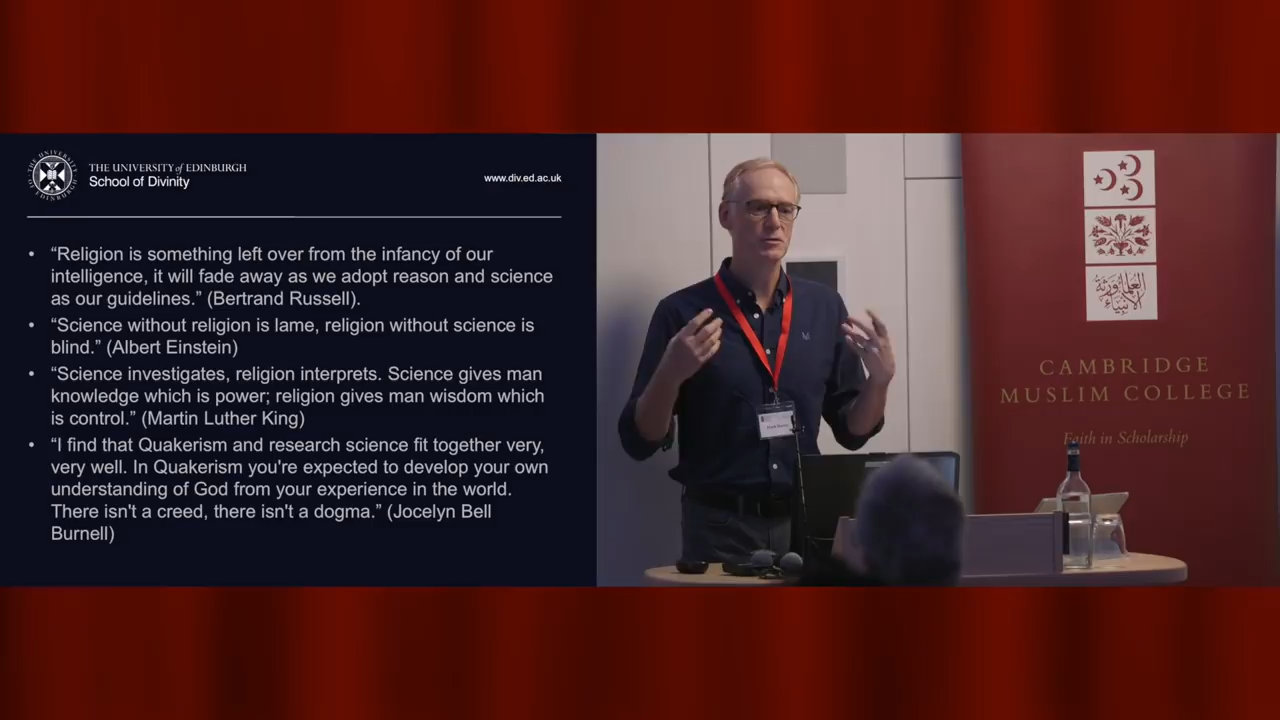 THE UNIVERSITY of EDINBURGH
School of Divinity
www.div.ed.ac.uk
• “Religion is something left over from the infancy of our
intelligence, it will fade away as we adopt reason and science
as our guidelines.” (Bertrand Russell).
• “Science without religion is lame, religion without science is
blind.” (Albert Einstein)
• “Science investigates, religion interprets. Science gives man
knowledge which is power; religion gives man wisdom which
is control.” (Martin Luther King)
• “I find that Quakerism and research science fit together very,
very well. In Quakerism you're expected to develop your own
understanding of God from your experience in the world.
There isn't a creed, there isn't a dogma.” (Jocelyn Bell
Burnell)
العلماء ورثة
الأنبياء
CAMBRIDGE
MUSLIM COLLEGE
Faith in Scholarship